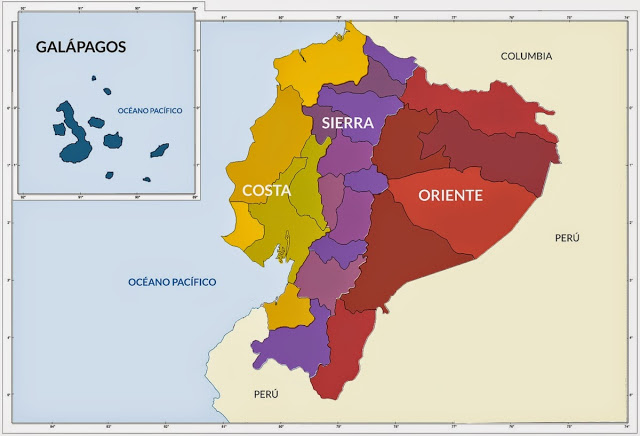 GALÁPAGOS
OCÉANO PACÍFICO
COLUMBIA
SIERRA
COSTA
ORIENTE
PERÚ
OCÉANO PACÍFICO
PERÚ